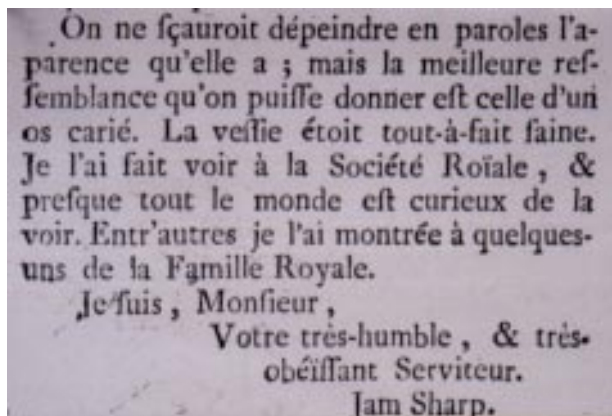 On ne ſçauroit dépeindre en paroles l'a-
parence qu'elle a ; mais la meilleure reſ-
ſemblance qu'on puiſſe donner eſt celle d'un
os carié. La veſſie étoit tout-à-fait ſaine.
Je l'ai fait voir à la Société Roïale, &
preſque tout le monde eſt curieux de la
voir. Entr'autres je l'ai montrée à quelques-
uns de la Famille Royale.
Je ſuis, Monſieur,
Votre très-humble, & très-
obéïſſant Serviteur.
Jam Sharp.